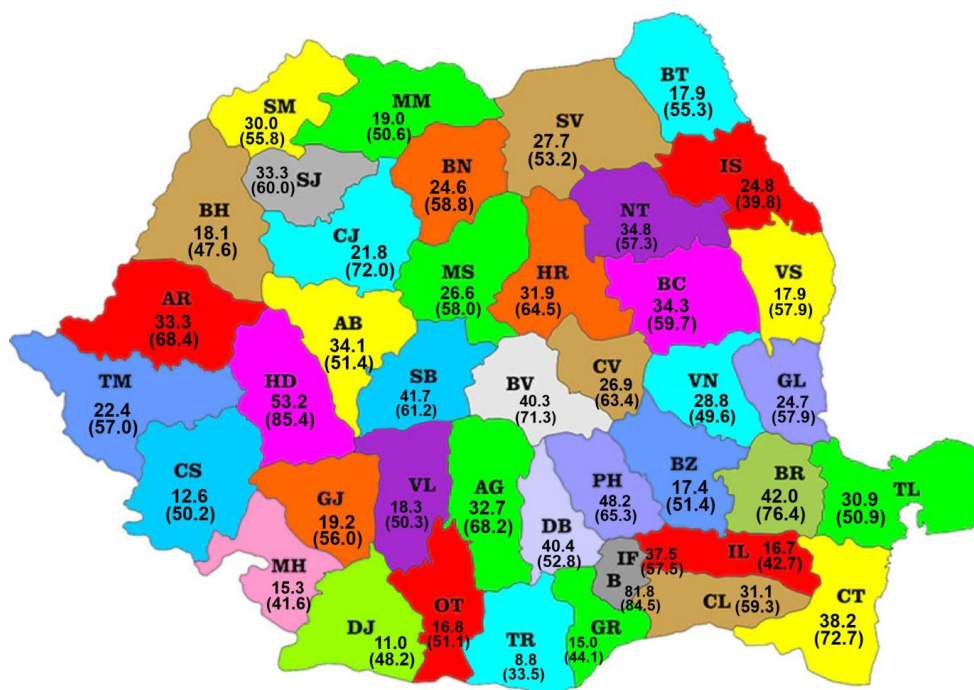 BT
17.9
(55.3)
SM
30.0
(55.8)
MM
19.0
(50.6)
SV
27.7
(53.2)
IS
24.8
(39.8)
33.3
(60.0)
SJ
BN
24.6
(58.8)
BH
18.1
(47.6)
CJ
21.8
(72.0)
NT
34.8
(57.3)
MS
26.6
(58.0)
HR
31.9
(64.5)
BC
34.3
(59.7)
VS
17.9
(57.9)
AR
33.3
(68.4)
AB
34.1
(51.4)
TM
22.4
(57.0)
HD
53.2
(85.4)
SB
41.7
(61.2)
BV
40.3
(71.3)
CV
26.9
(63.4)
VN
28.8
(49.6)
GL
24.7
(57.9)
CS
12.6
(50.2)
GJ
19.2
(56.0)
VL
18.3
(50.3)
AG
32.7
(68.2)
DB
40.4
(52.8)
PH
48.2
(65.3)
BZ
17.4
(51.4)
BR
42.0
(76.4)
TL
30.9
(50.9)
MH
15.3
(41.6)
IF
37.5
(57.5)
B
81.8
(84.5)
IL
16.7
(42.7)
CL
31.1
(59.3)
CT
38.2
(72.7)
DJ
11.0
(48.2)
OT
16.8
(51.1)
TR
8.8
(33.5)
GR
15.0
(44.1)